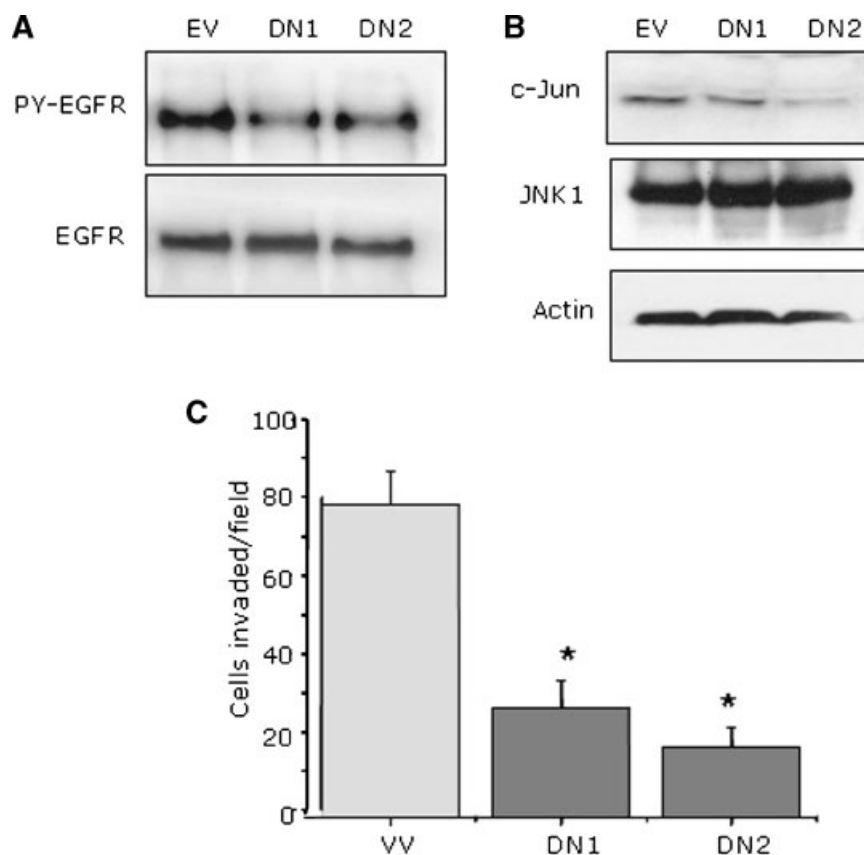 A
EV DN1 DN2
PY-EGFR
EGFR
B
EV DN1 DN2
c-Jun
JNK1
Actin
C
Cells invaded/field
100
80
60
40
20
0
*
*
VV DN1 DN2